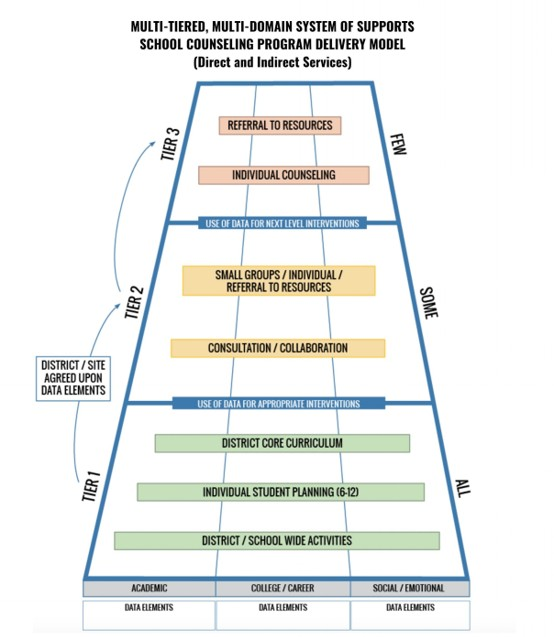 MULTI-TIERED, MULTI-DOMAIN SYSTEM OF SUPPORTS
SCHOOL COUNSELING PROGRAM DELIVERY MODEL
(Direct and Indirect Services)
TIER 3
REFERRAL TO RESOURCES
FEW
INDIVIDUAL COUNSELING
USE OF DATA FOR NEXT LEVEL INTERVENTIONS
TIER 2
SMALL GROUPS / INDIVIDUAL /
REFERRAL TO RESOURCES
SOME
CONSULTATION / COLLABORATION
DISTRICT / SITE
AGREED UPON
DATA ELEMENTS
USE OF DATA FOR APPROPRIATE INTERVENTIONS
TIER 1
DISTRICT CORE CURRICULUM
ALL
INDIVIDUAL STUDENT PLANNING (6-12)
DISTRICT / SCHOOL WIDE ACTIVITIES
ACADEMIC
COLLEGE / CAREER
SOCIAL / EMOTIONAL
DATA ELEMENTS
DATA ELEMENTS
DATA ELEMENTS